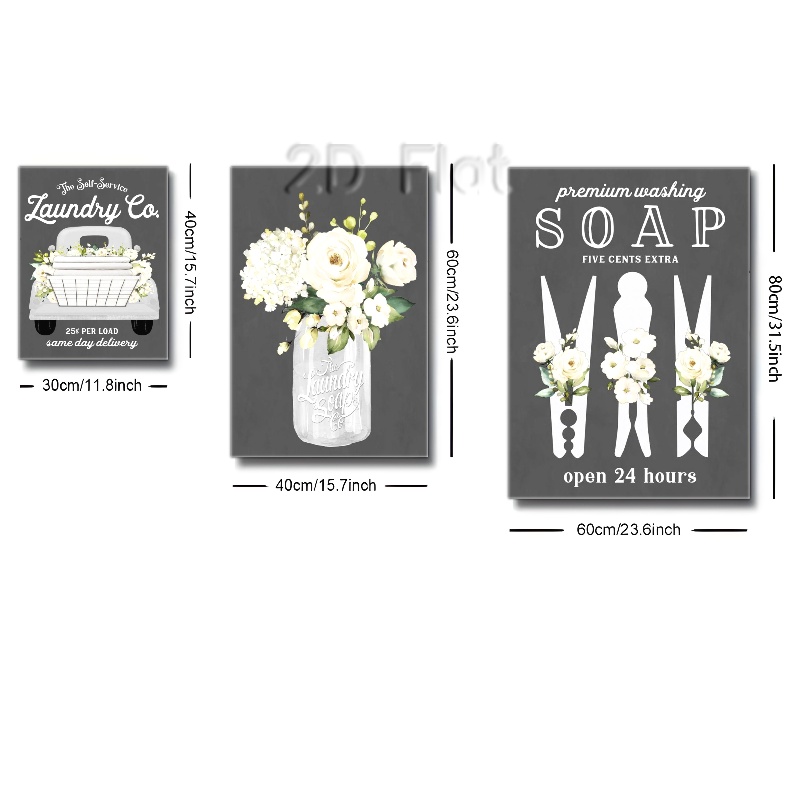 2D Flat
The Self-Service
Laundry Co.
25¢ PER LOAD
same day delivery
40cm/15.7inch
30cm/11.8inch
The
Laundry
60cm/23.6inch
40cm/15.7inch
premium washing
SOAP
FIVE CENTS EXTRA
open 24 hours
80cm/31.5inch
60cm/23.6inch